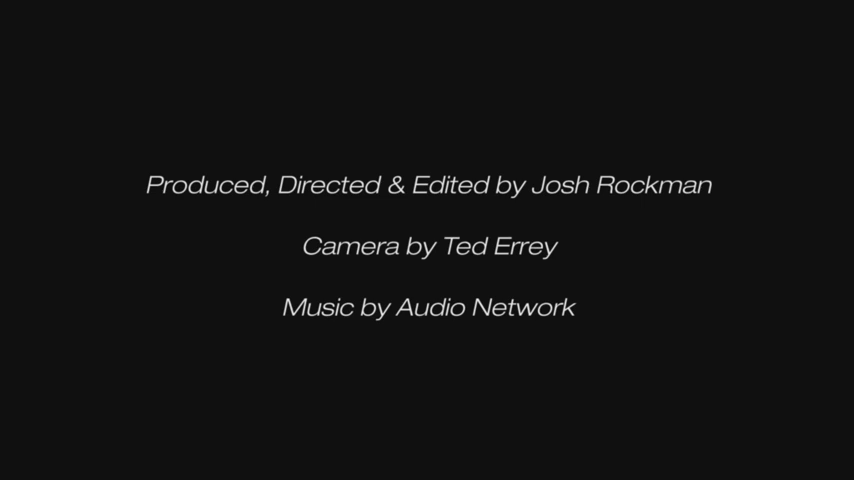 Produced, Directed & Edited by Josh Rockman
Camera by Ted Errey
Music by Audio Network